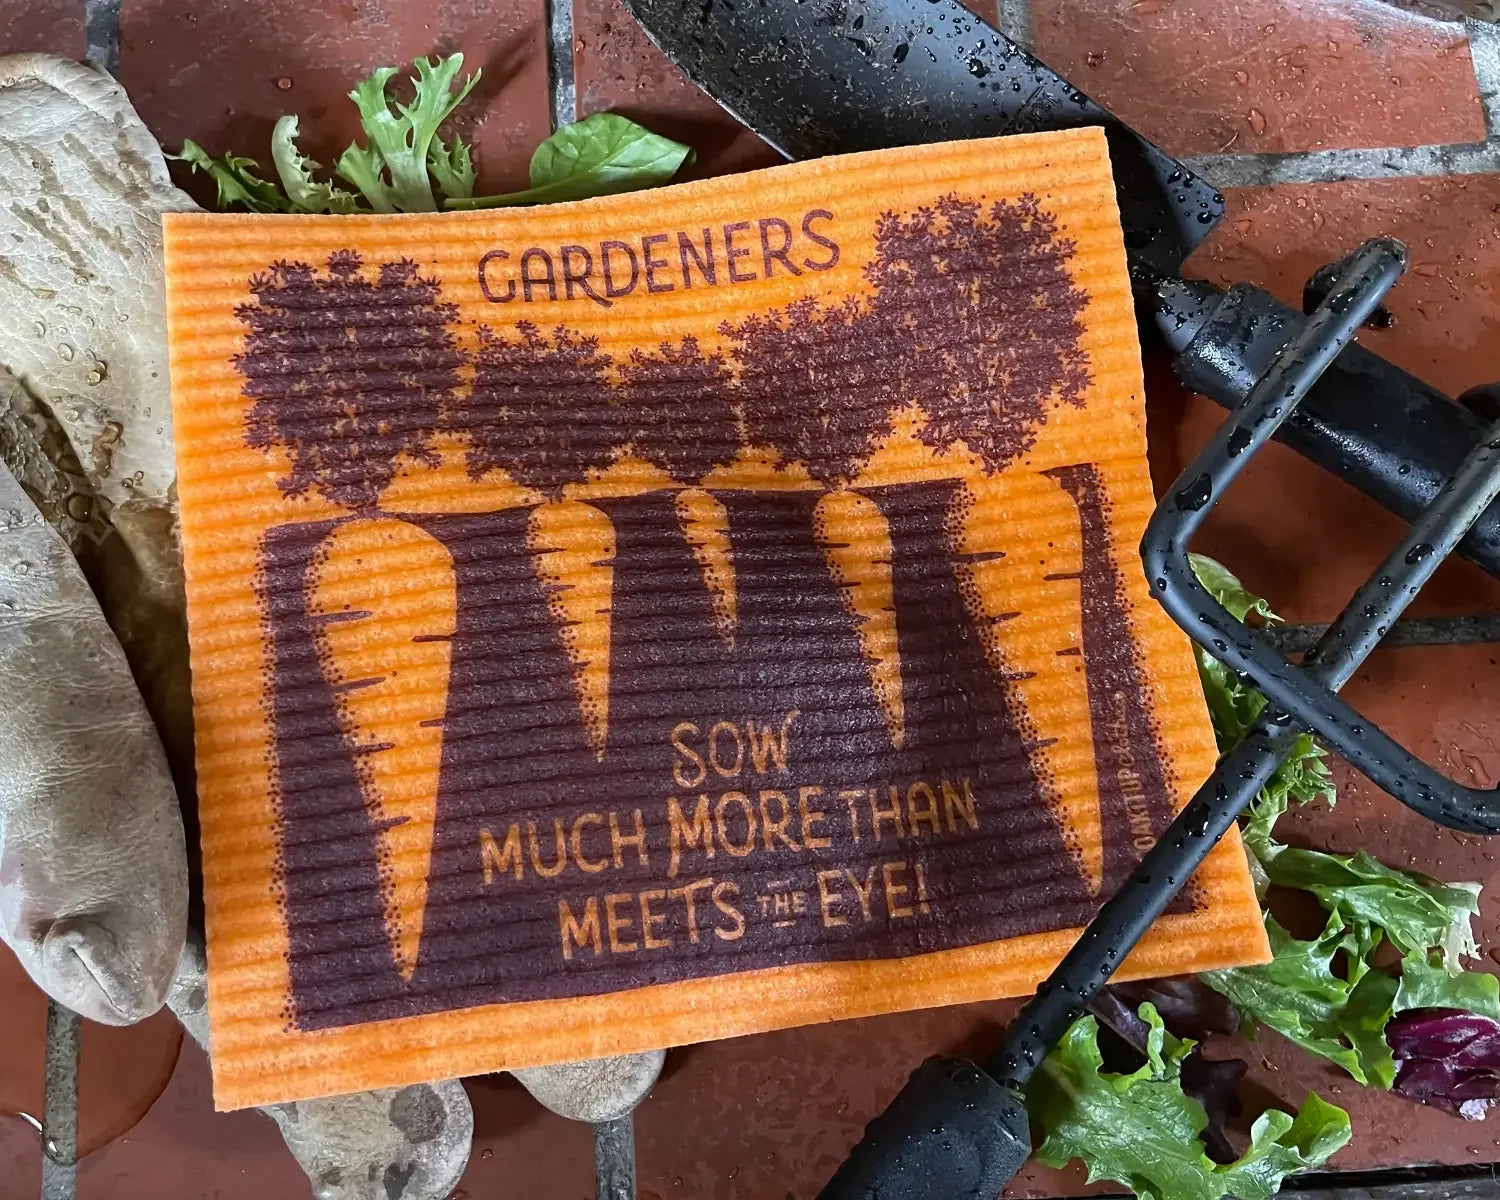 GARDENERS
SOW
MUCH MORE THAN
MEETS THE EYE!